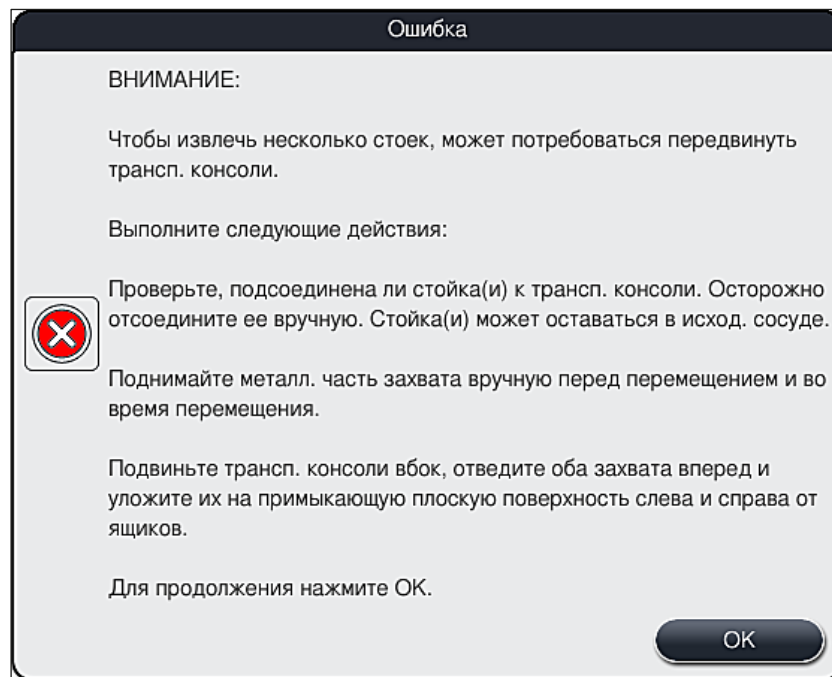 Ошибка
ВНИМАНИЕ:
Чтобы извлечь несколько стоек, может потребоваться передвинуть
трансп. консоли.
Выполните следующие действия:
Проверьте, подсоединена ли стойка(и) к трансп. консоли. Осторожно
отсоедините ее вручную. Стойка(и) может оставаться в исход. сосуде.
Поднимайте металл. часть захвата вручную перед перемещением и во
время перемещения.
Подвиньте трансп. консоли вбок, отведите оба захвата вперед и
уложите их на примыкающую плоскую поверхность слева и справа от
ящиков.
Для продолжения нажмите OK.
OK